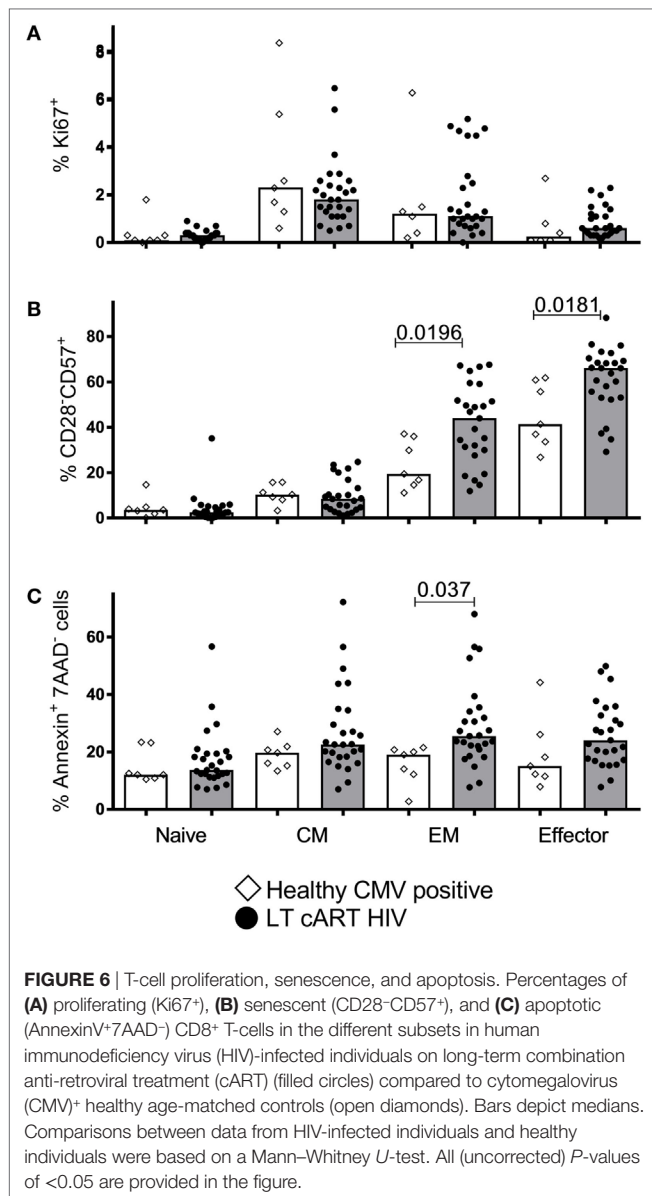 A
% Ki67+
8
6
4
2
0
B
% CD28-CD57+
80
60
40
20
0
0.0196
0.0181
C
% Annexin+ 7AAD- cells
60
40
20
0
0.037
Naive CM EM Effector
Healthy CMV positive
LT cART HIV
FIGURE 6 | T-cell proliferation, senescence, and apoptosis. Percentages of
(A) proliferating (Ki67+), (B) senescent (CD28−CD57+), and (C) apoptotic
(AnnexinV+7AAD−) CD8+ T-cells in the different subsets in human
immunodeficiency virus (HIV)-infected individuals on long-term combination
anti-retroviral treatment (cART) (filled circles) compared to cytomegalovirus
(CMV)+ healthy age-matched controls (open diamonds). Bars depict medians.
Comparisons between data from HIV-infected individuals and healthy
individuals were based on a Mann–Whitney U-test. All (uncorrected) P-values
of <0.05 are provided in the figure.